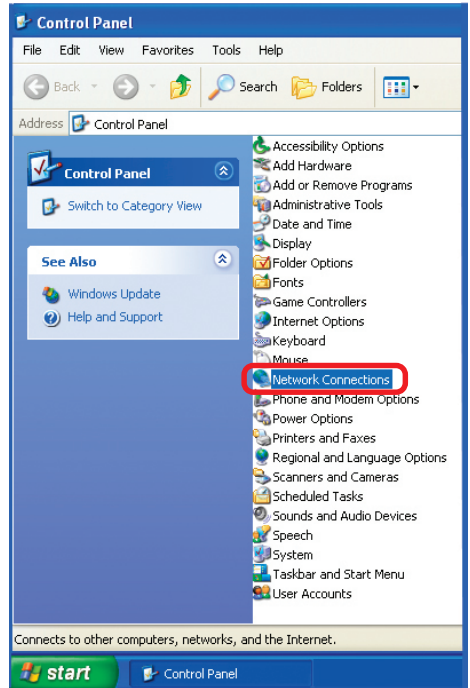 Control Panel
File Edit View Favorites Tools Help
Back Search Folders
Address Control Panel
Control Panel
Switch to Category View
See Also
Windows Update
Help and Support
Accessibility Options
Add Hardware
Add or Remove Programs
Administrative Tools
Date and Time
Display
Folder Options
Fonts
Game Controllers
Internet Options
Keyboard
Mouse
Network Connections
Phone and Modem Options
Power Options
Printers and Faxes
Regional and Language Options
Scanners and Cameras
Scheduled Tasks
Sounds and Audio Devices
Speech
System
Taskbar and Start Menu
User Accounts
Connects to other computers, networks, and the Internet.
start Control Panel